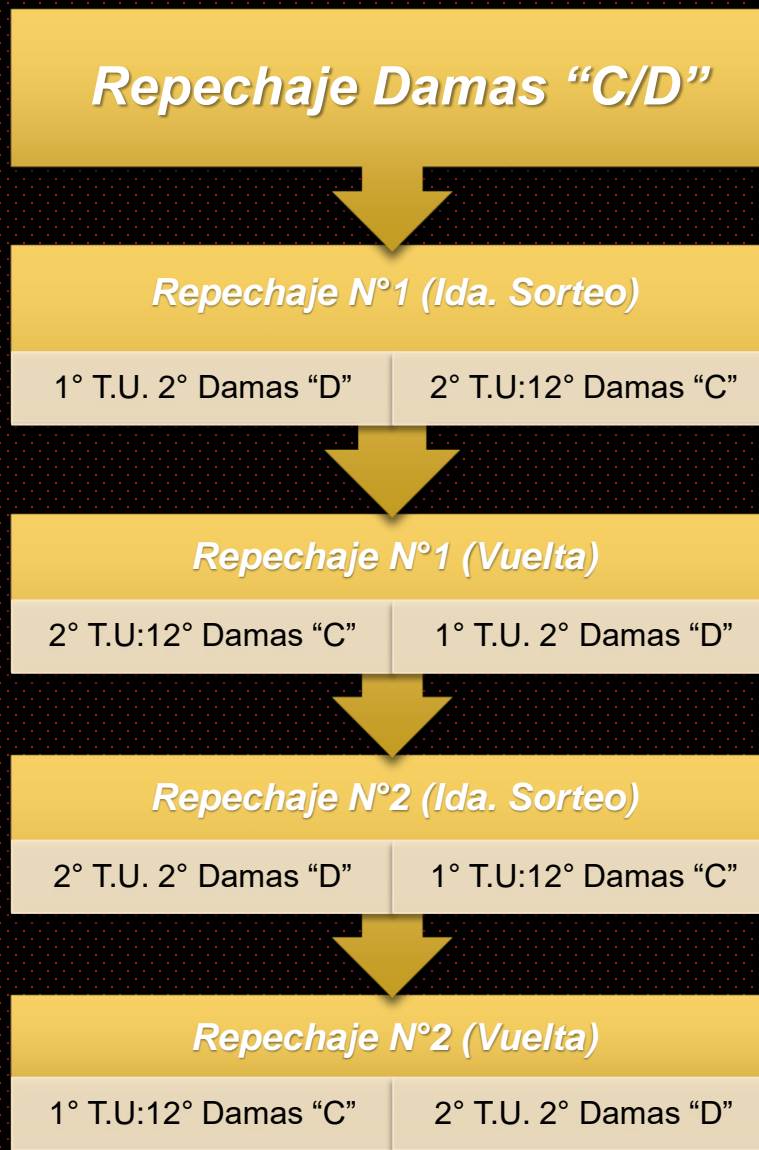 Repechaje Damas “C/D”
Repechaje N°1 (Ida. Sorteo)
1° T.U. 2° Damas “D”
2° T.U:12° Damas “C”
Repechaje N°1 (Vuelta)
2° T.U:12° Damas “C”
1° T.U. 2° Damas “D”
Repechaje N°2 (Ida. Sorteo)
2° T.U. 2° Damas “D”
1° T.U:12° Damas “C”
Repechaje N°2 (Vuelta)
1° T.U:12° Damas “C”
2° T.U. 2° Damas “D”